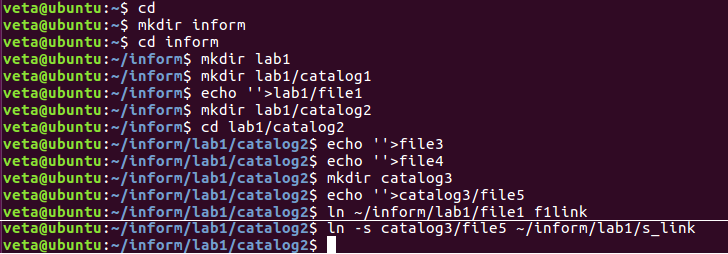 veta@ubuntu:~$ cd
veta@ubuntu:~$ mkdir inform
veta@ubuntu:~$ cd inform
veta@ubuntu:~/inform$ mkdir lab1
veta@ubuntu:~/inform$ mkdir lab1/catalog1
veta@ubuntu:~/inform$ echo ''>lab1/file1
veta@ubuntu:~/inform$ mkdir lab1/catalog2
veta@ubuntu:~/inform$ cd lab1/catalog2
veta@ubuntu:~/inform/lab1/catalog2$ echo ''>file3
veta@ubuntu:~/inform/lab1/catalog2$ echo ''>file4
veta@ubuntu:~/inform/lab1/catalog2$ mkdir catalog3
veta@ubuntu:~/inform/lab1/catalog2$ echo ''>catalog3/file5
veta@ubuntu:~/inform/lab1/catalog2$ ln ~/inform/lab1/file1 f1link
veta@ubuntu:~/inform/lab1/catalog2$ ln -s catalog3/file5 ~/inform/lab1/s_link
veta@ubuntu:~/inform/lab1/catalog2$